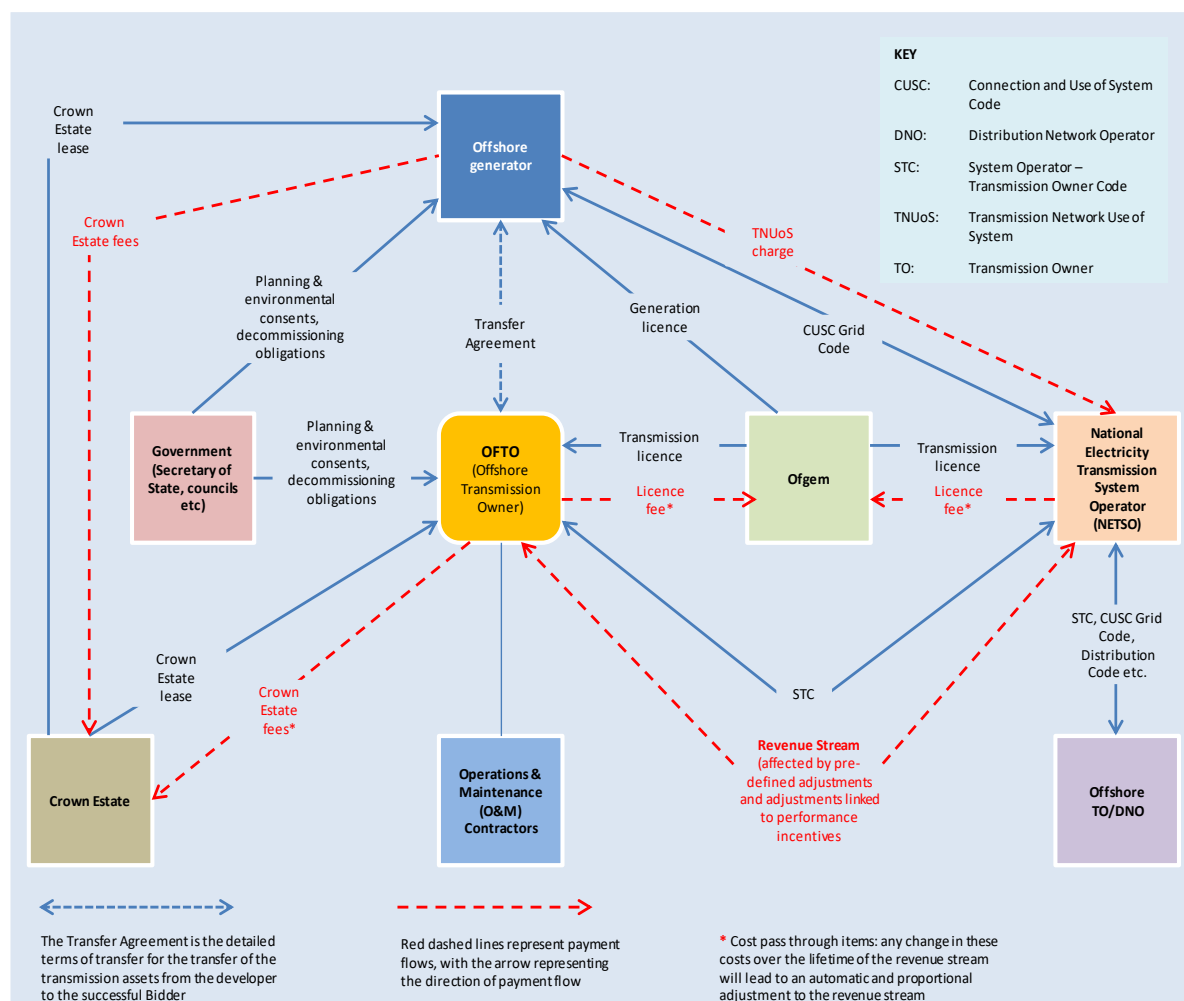 KEY
CUSC: Connection and Use of System
Code
DNO: Distribution Network Operator
STC: System Operator –
Transmission Owner Code
TNUoS: Transmission Network Use of
System
TO: Transmission Owner
Crown
Estate
lease
Offshore
generator
Crown
Estate fees
TNUoS
charge
Planning &
environmental
consents,
decommissioning
obligations
Transfer
Agreement
Generation
licence
CUSC Grid
Code
Government
(Secretary of
State, councils
etc)
Planning &
environmental
consents,
decommissioning
obligations
OFTO
(Offshore
Transmission
Owner)
Transmission
licence
Licence
fee*
Ofgem
Transmission
licence
Licence
fee*
National
Electricity
Transmission
System
Operator
(NETSO)
Crown
Estate
lease
Crown
Estate
fees*
STC
STC, CUSC Grid
Code,
Distribution
Code etc.
Crown Estate
Operations &
Maintenance
(O&M)
Contractors
Revenue Stream
(affected by pre-
defined adjustments
and adjustments linked
to performance
incentives
Offshore
TO/DNO
The Transfer Agreement is the detailed
terms of transfer for the transfer of the
transmission assets from the developer
to the successful Bidder
Red dashed lines represent payment
flows, with the arrow representing
the direction of payment flow
* Cost pass through items: any change in these
costs over the lifetime of the revenue stream
will lead to an automatic and proportional
adjustment to the revenue stream